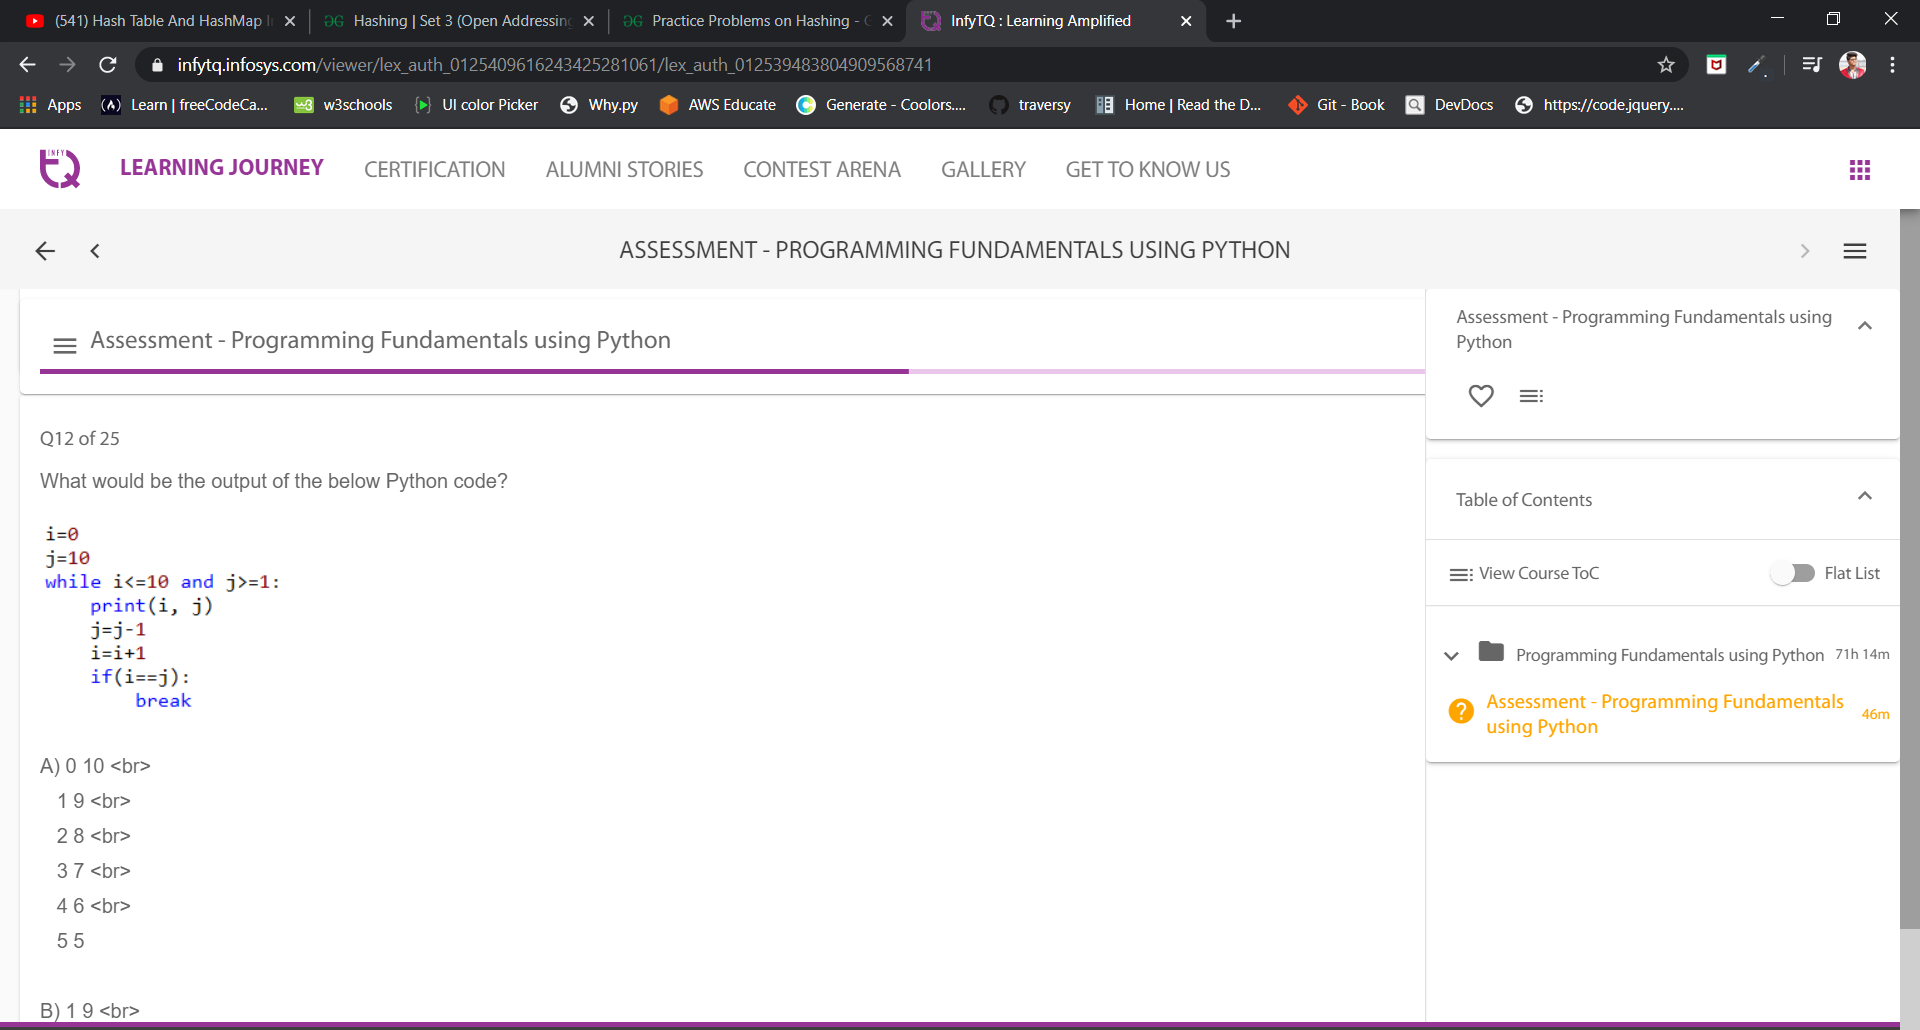 (541) Hash Table And HashMap I
Hashing | Set 3 (Open Addressing
Practice Problems on Hashing - G
InfyTQ : Learning Amplified
infytq.infosys.com/viewer/lex_auth_0125409616243425281061/lex_auth_012539483804909568741
Apps
Learn | freeCodeCa...
w3schools
UI color Picker
Why.py
AWS Educate
Generate - Coolors....
traversy
Home | Read the D...
Git - Book
DevDocs
https://code.jquery....
INFY
TQ
LEARNING JOURNEY
CERTIFICATION
ALUMNI STORIES
CONTEST ARENA
GALLERY
GET TO KNOW US
ASSESSMENT - PROGRAMMING FUNDAMENTALS USING PYTHON
Assessment - Programming Fundamentals using Python
Q12 of 25
What would be the output of the below Python code?
i=0
j=10
while i<=10 and j>=1:
    print(i, j)
    j=j-1
    i=i+1
    if(i==j):
        break
A) 0 10 <br>
1 9 <br>
2 8 <br>
3 7 <br>
4 6 <br>
5 5
B) 1 9 <br>
Assessment - Programming Fundamentals using
Python
Table of Contents
View Course ToC
Flat List
Programming Fundamentals using Python 71h 14m
Assessment - Programming Fundamentals
using Python
46m